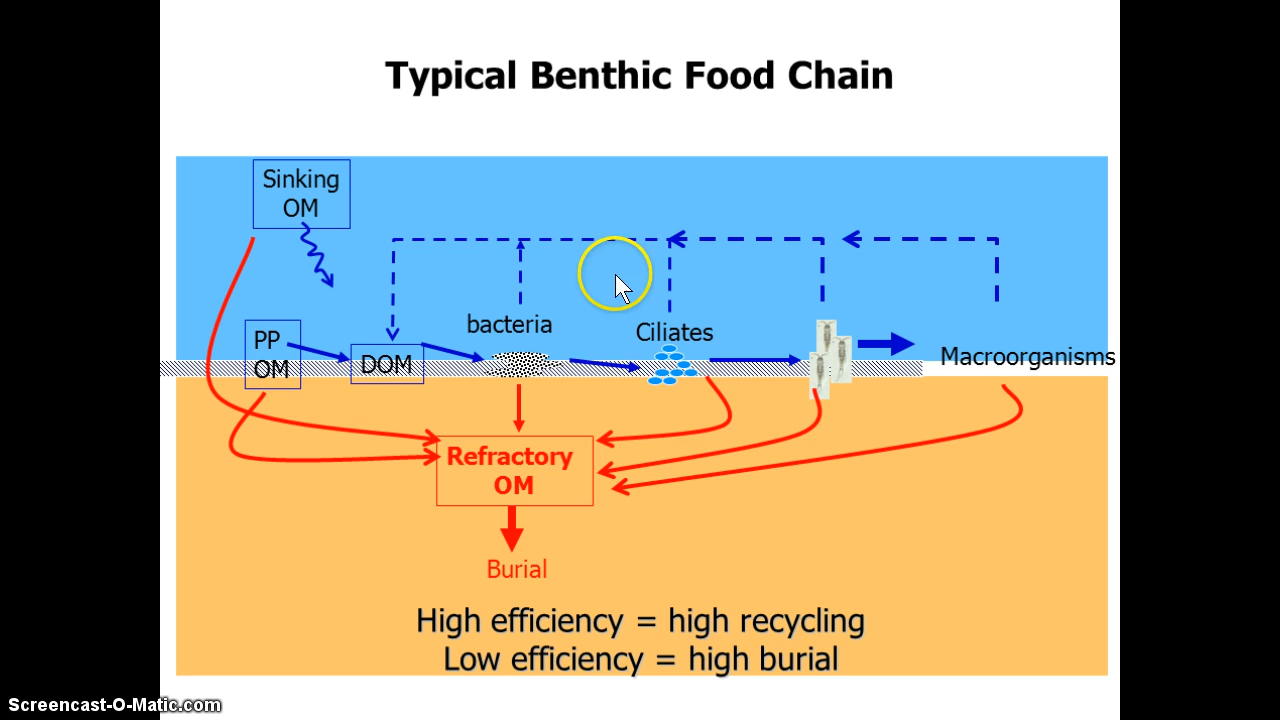 Typical Benthic Food Chain
Sinking
OM
bacteria
Ciliates
PP
OM
DOM
Macroorganisms
Refractory
OM
Burial
High efficiency = high recycling
Low efficiency = high burial
Screencast-O-Matic.com